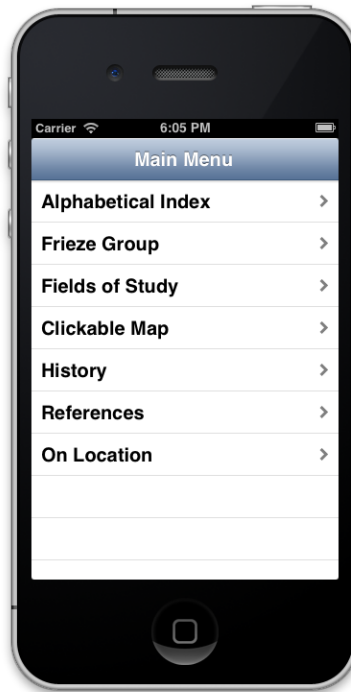 Carrier 6:05 PM
Main Menu
Alphabetical Index
Frieze Group
Fields of Study
Clickable Map
History
References
On Location